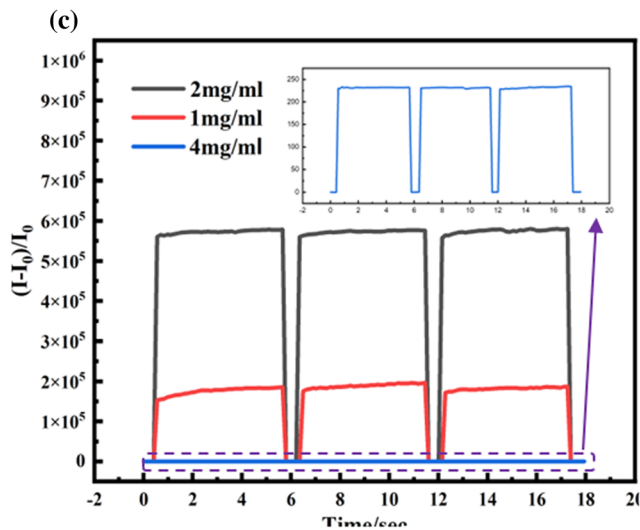 (c)
1×10⁶
9×10⁵
8×10⁵
7×10⁵
6×10⁵
5×10⁵
4×10⁵
3×10⁵
2×10⁵
1×10⁵
0
(I-I₀)/I₀
2mg/ml
1mg/ml
4mg/ml
250
200
150
100
50
0
-2 0 2 4 6 8 10 12 14 16 18 20
-2 0 2 4 6 8 10 12 14 16 18 20
Time/sec